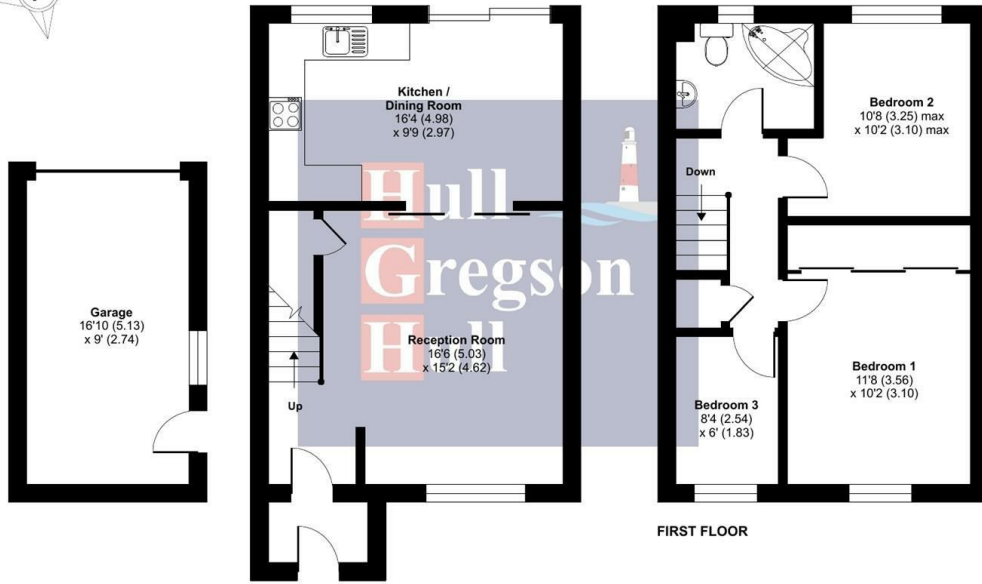 Kitchen /
Dining Room
16'4 (4.98)
x 9'9 (2.97)
Bedroom 2
10'8 (3.25) max
x 10'2 (3.10) max
Down
Hull
Gregson
Hull
Garage
16'10 (5.13)
x 9' (2.74)
Reception Room
16'6 (5.03)
x 15'2 (4.62)
Up
Bedroom 1
11'8 (3.56)
x 10'2 (3.10)
Bedroom 3
8'4 (2.54)
x 6' (1.83)
FIRST FLOOR